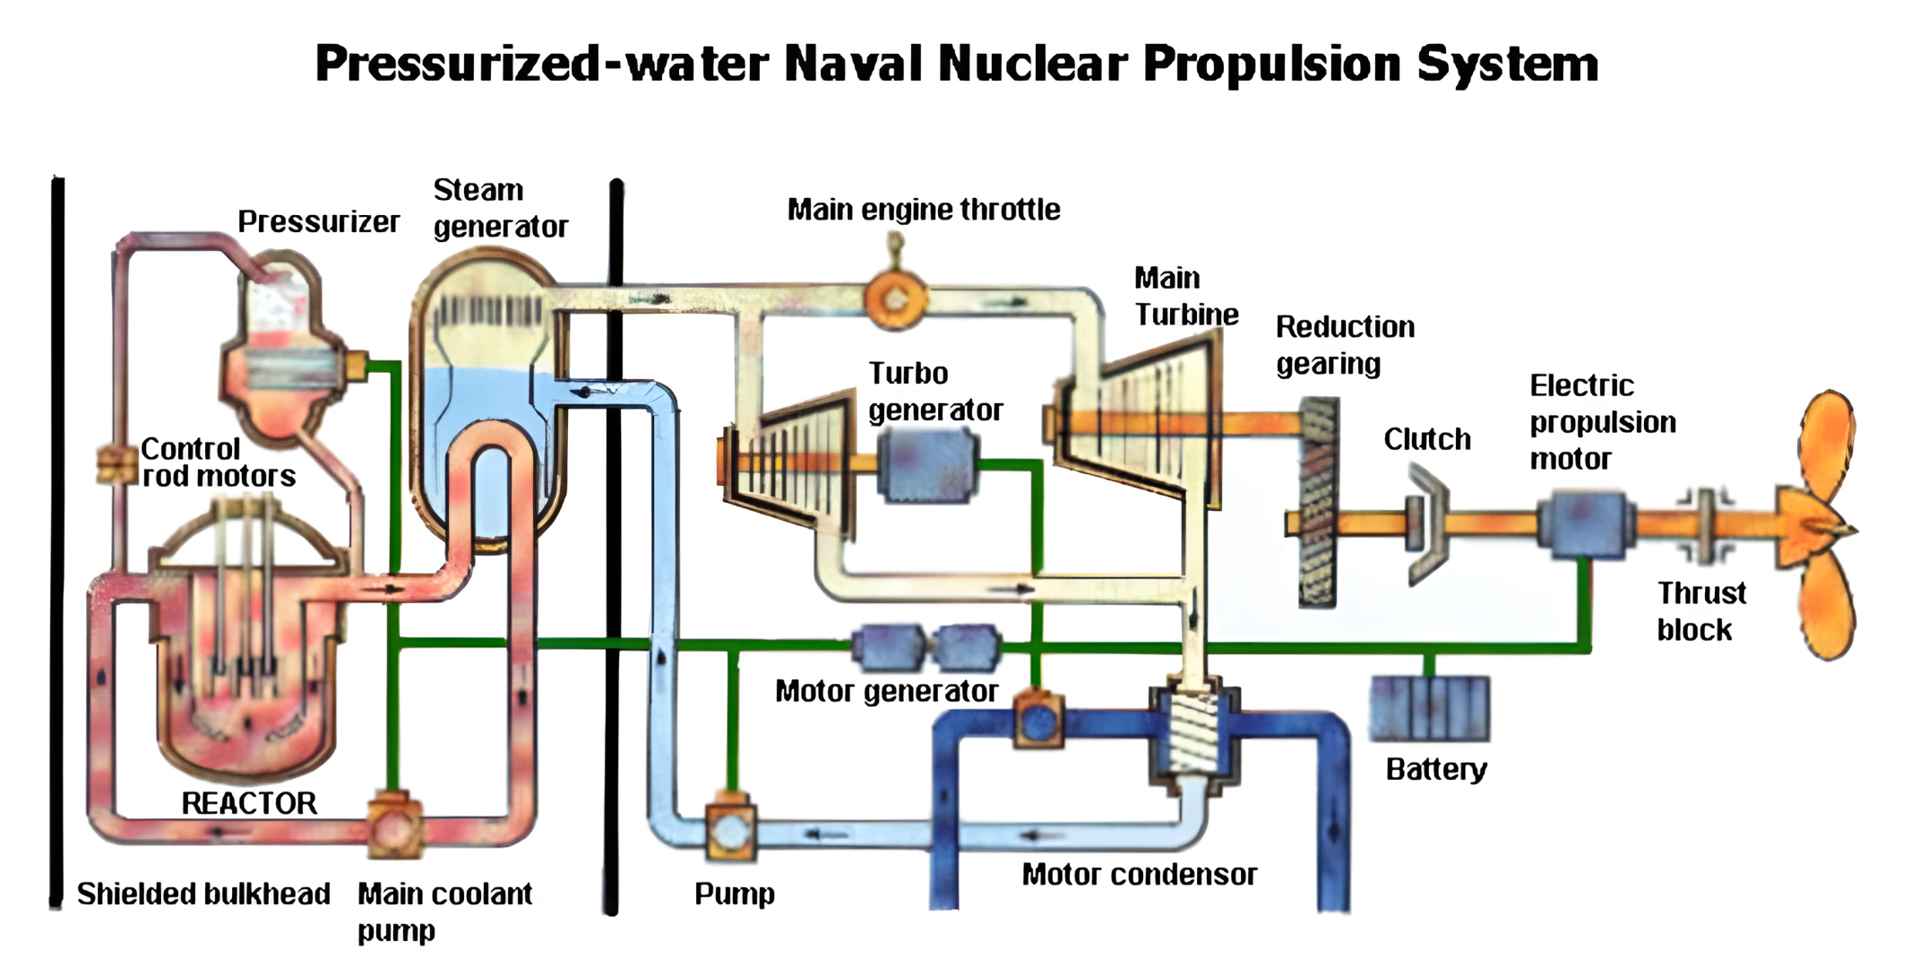 Pressurized-water Naval Nuclear Propulsion System
Steam
generator
Pressurizer
Main engine throttle
Main
Turbine
Reduction
gearing
Turbo
generator
Electric
propulsion
motor
Clutch
Control
rod motors
Thrust
block
Motor generator
Battery
REACTOR
Motor condensor
Shielded bulkhead
Main coolant
pump
Pump